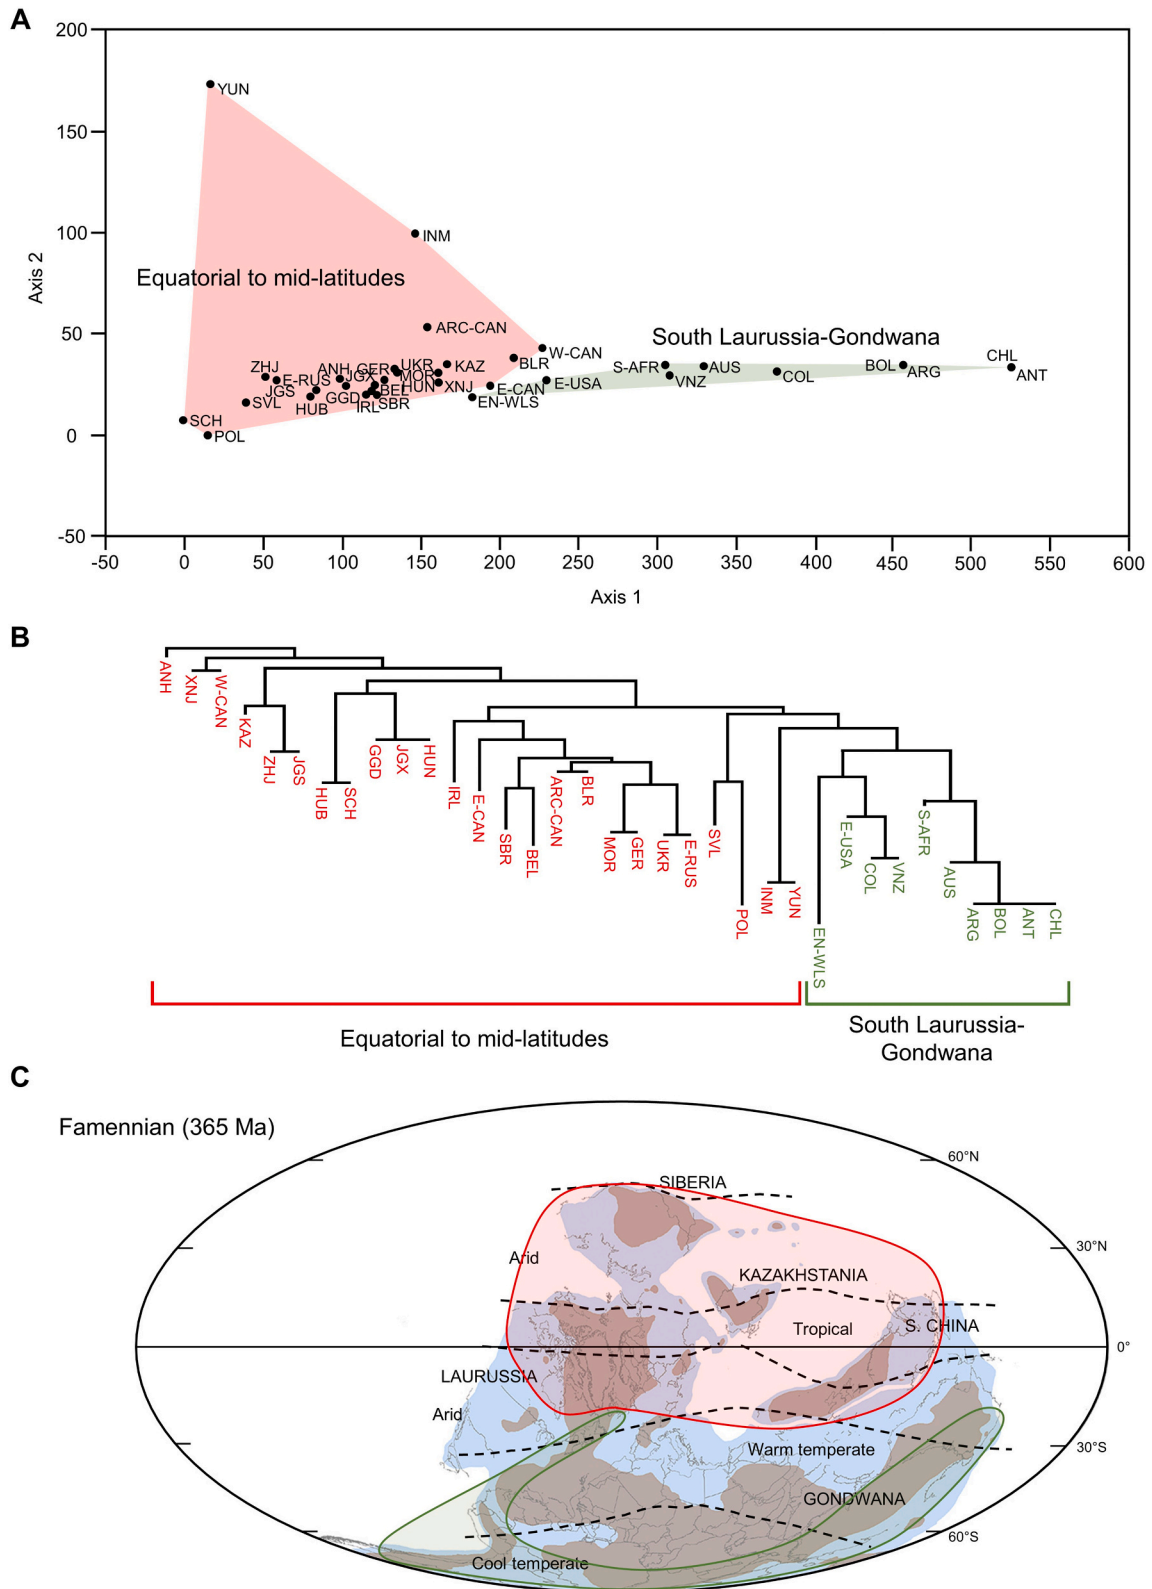 A
200
150
100
50
0
-50
Axis 2
YUN
INM
Equatorial to mid-latitudes
ARC-CAN
South Laurussia-Gondwana
W-CAN
BLR
CHL
ZHJ
ANH
GER
UKR
KAZ
S-AFR
AUS
BOL
ARG
ANT
E-RUS
JGX
MOR
VNZ
COL
JGS
BEL
HUN
XNJ
E-CAN
E-USA
SVL
HUB
GGD
IRL
SBR
EN-WLS
SCH
POL
-50
0
50
100
150
200
250
300
350
400
450
500
550
600
Axis 1
B
ANH
XNJ
W-CAN
KAZ
ZHJ
JGS
HUB
SCH
GGD
JGX
HUN
IRL
E-CAN
SBR
BEL
ARC-CAN
BLR
MOR
GER
UKR
E-RUS
SVL
POL
INM
YUN
EN-WLS
E-USA
COL
VNZ
S-AFR
AUS
ARG
BOL
ANT
CHL
Equatorial to mid-latitudes
South Laurussia-
Gondwana
C
Famennian (365 Ma)
60°N
SIBERIA
30°N
Arid
KAZAKHSTANIA
Tropical
S. CHINA
0°
LAURUSSIA
Arid
Warm temperate
30°S
GONDWANA
60°S
Cool temperate